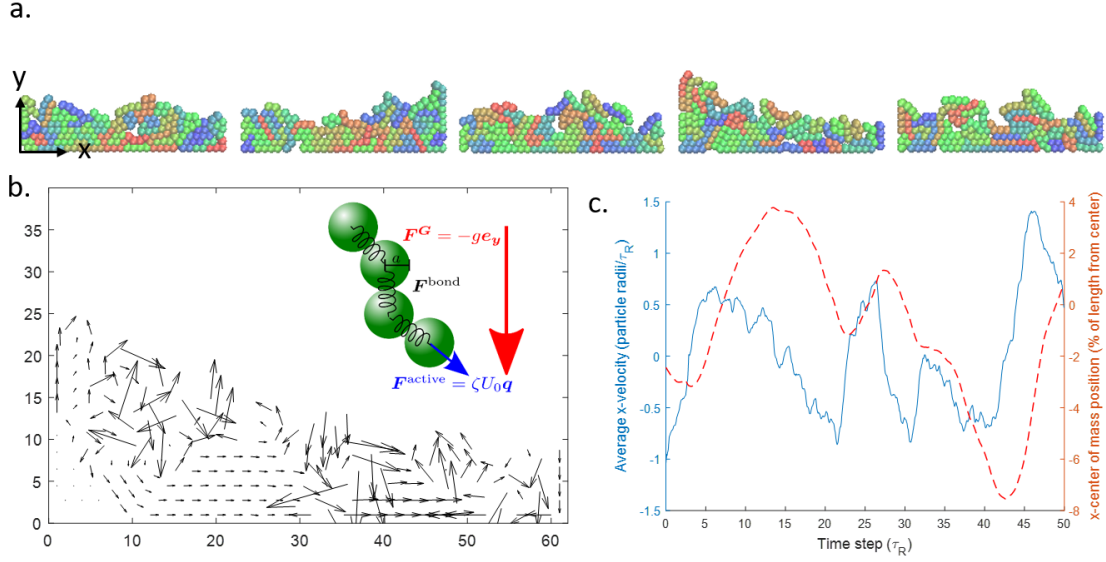 a.
y
x
b.
35
30
25
20
15
10
5
0
0 10 20 30 40 50 60
F^G = −ge_y
a
F^bond
F^active = ζU_0q
c.
Average x-velocity (particle radii/τ_R)
1.5
1
0.5
0
-0.5
-1
-1.5
4
2
0
-2
-4
-6
-8
x-center of mass position (% of length from center)
0 5 10 15 20 25 30 35 40 45 50
Time step (τ_R)